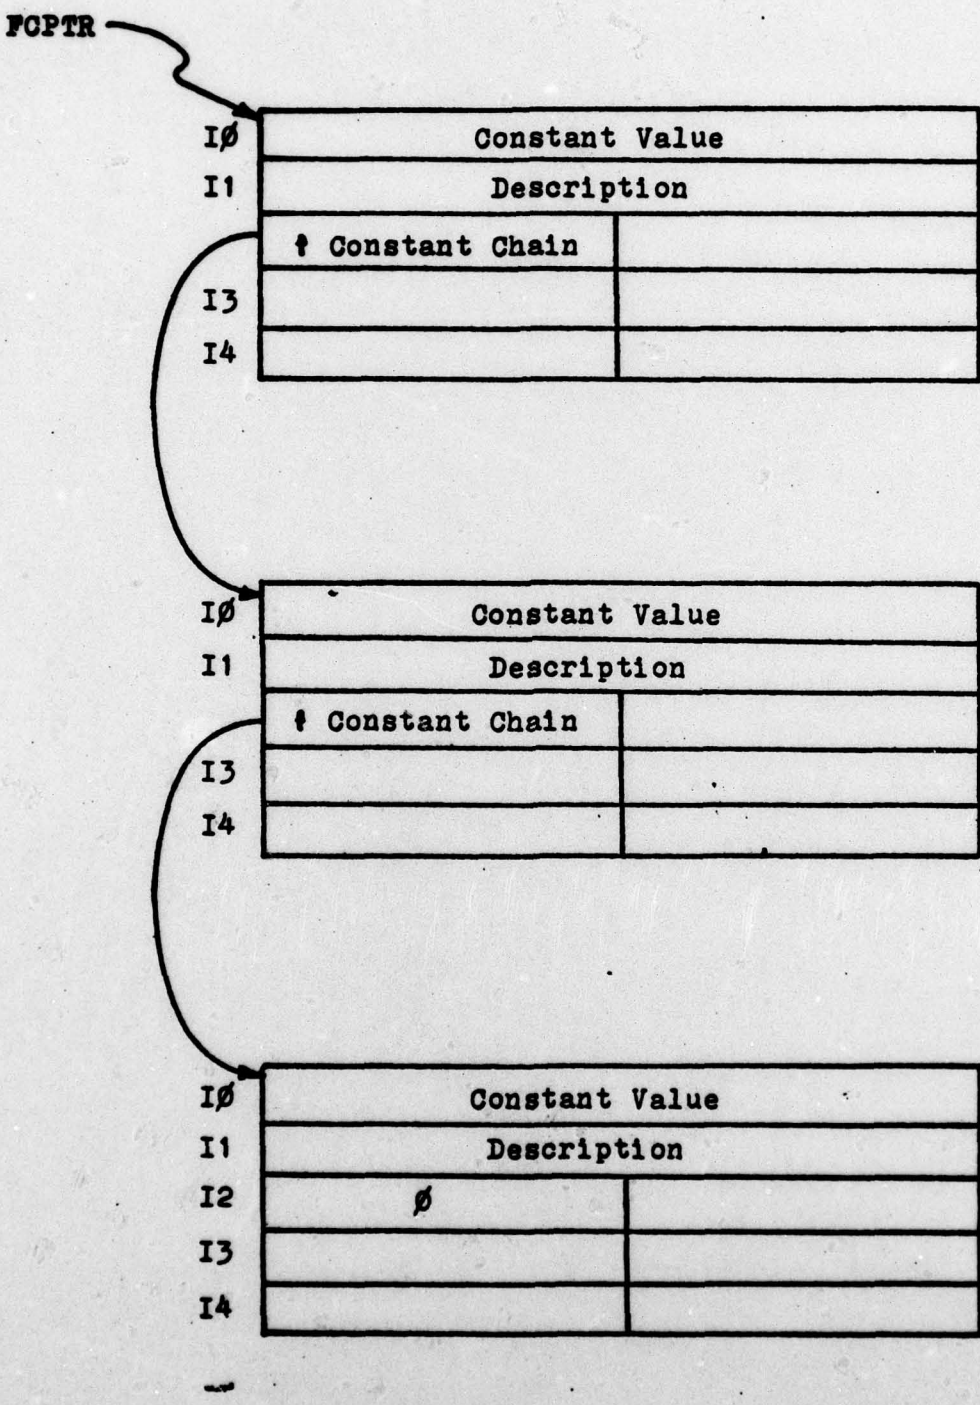 FCPTR
IØ Constant Value
I1 Description
↑ Constant Chain
I3
I4
IØ Constant Value
I1 Description
↑ Constant Chain
I3
I4
IØ Constant Value
I1 Description
I2 Ø
I3
I4